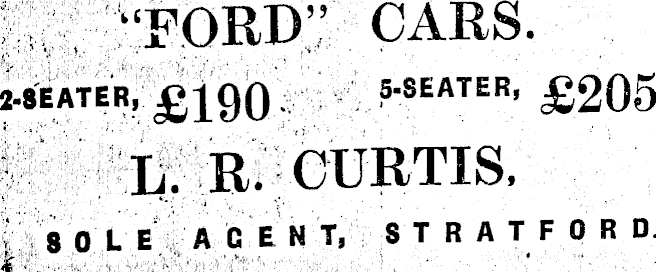 “FORD” CARS.
2-SEATER, £190. 5-SEATER, £205
L. R. CURTIS,
SOLE AGENT, STRATFORD.